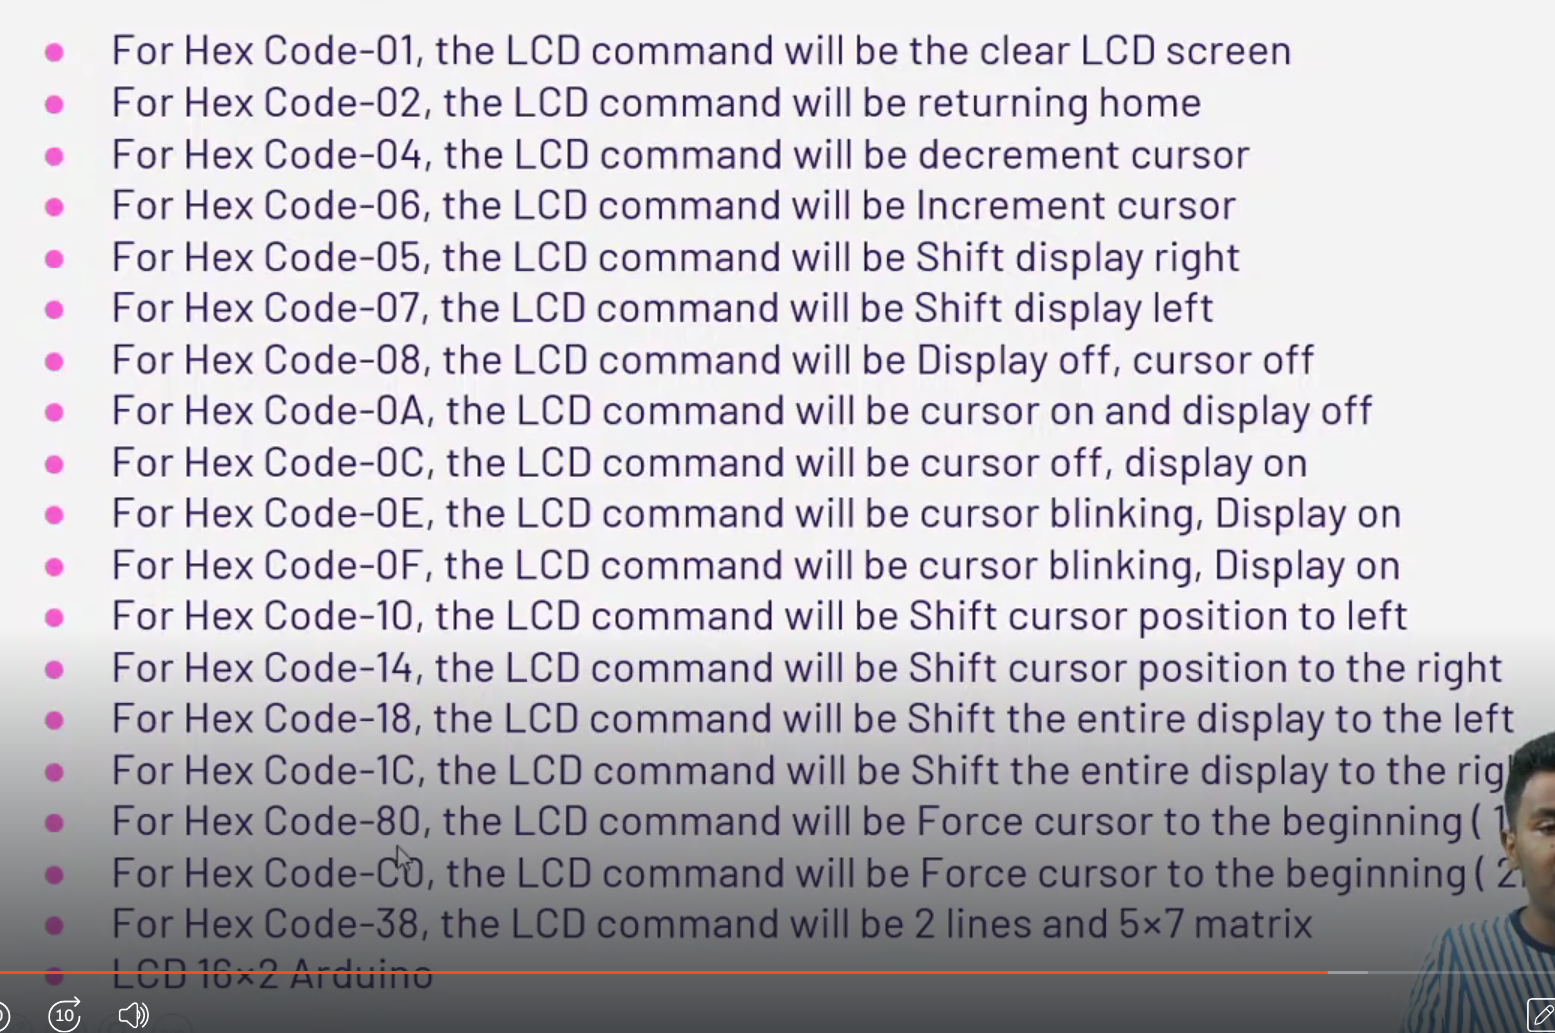 For Hex Code-01, the LCD command will be the clear LCD screen
For Hex Code-02, the LCD command will be returning home
For Hex Code-04, the LCD command will be decrement cursor
For Hex Code-06, the LCD command will be Increment cursor
For Hex Code-05, the LCD command will be Shift display right
For Hex Code-07, the LCD command will be Shift display left
For Hex Code-08, the LCD command will be Display off, cursor off
For Hex Code-0A, the LCD command will be cursor on and display off
For Hex Code-0C, the LCD command will be cursor off, display on
For Hex Code-0E, the LCD command will be cursor blinking, Display on
For Hex Code-0F, the LCD command will be cursor blinking, Display on
For Hex Code-10, the LCD command will be Shift cursor position to left
For Hex Code-14, the LCD command will be Shift cursor position to the right
For Hex Code-18, the LCD command will be Shift the entire display to the left
For Hex Code-1C, the LCD command will be Shift the entire display to the
For Hex Code-80, the LCD command will be Force cursor to the beginning (
For Hex Code-C0, the LCD command will be Force cursor to the beginning (
For Hex Code-38, the LCD command will be 2 lines and 5×7 matrix
LCD 16×2 Arduino
10